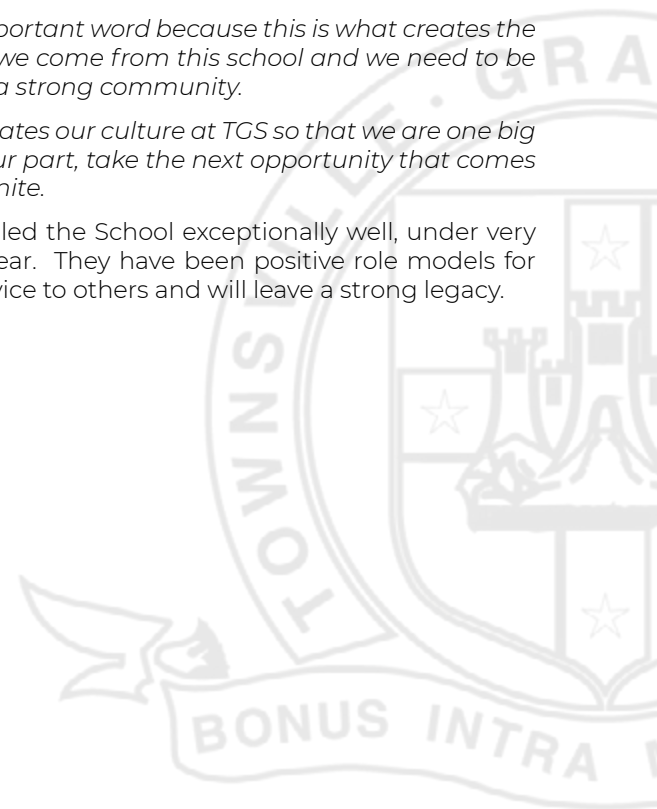 portant word because this is what creates the
we come from this school and we need to be
a strong community.
ates our culture at TGS so that we are one big
ur part, take the next opportunity that comes
nite.
led the School exceptionally well, under very
ear. They have been positive role models for
vice to others and will leave a strong legacy.
TOWNSVILLE · GRA
BONUS INTRA